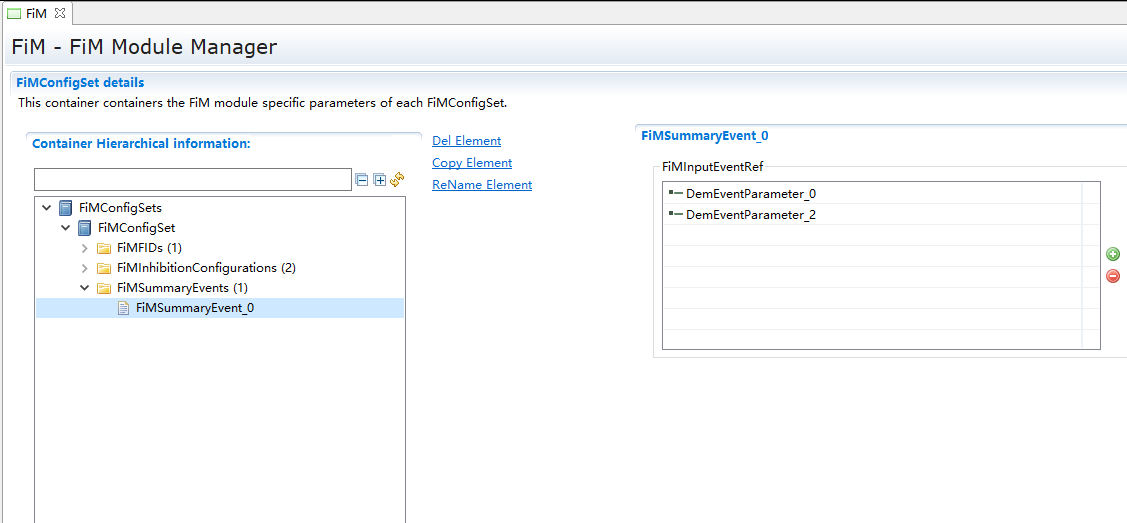 FiM
FiM - FiM Module Manager
FiMConfigSet details
This container containers the FiM module specific parameters of each FiMConfigSet.
Container Hierarchical information:
FiMConfigSets
FiMConfigSet
FiMFIDs (1)
FiMInhibitionConfigurations (2)
FiMSummaryEvents (1)
FiMSummaryEvent_0
Del Element
Copy Element
ReName Element
FiMSummaryEvent_0
FiMInputEventRef
DemEventParameter_0
DemEventParameter_2